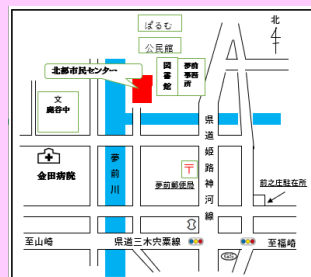 ぱるむ
北
公民館
北部市民センター
図書館
夢前事務所
文
鹿谷中
県道姫路神河線
夢前川
金田病院
夢前郵便局
前之庄駐在所
至山崎
県道三木宍粟線
至福崎